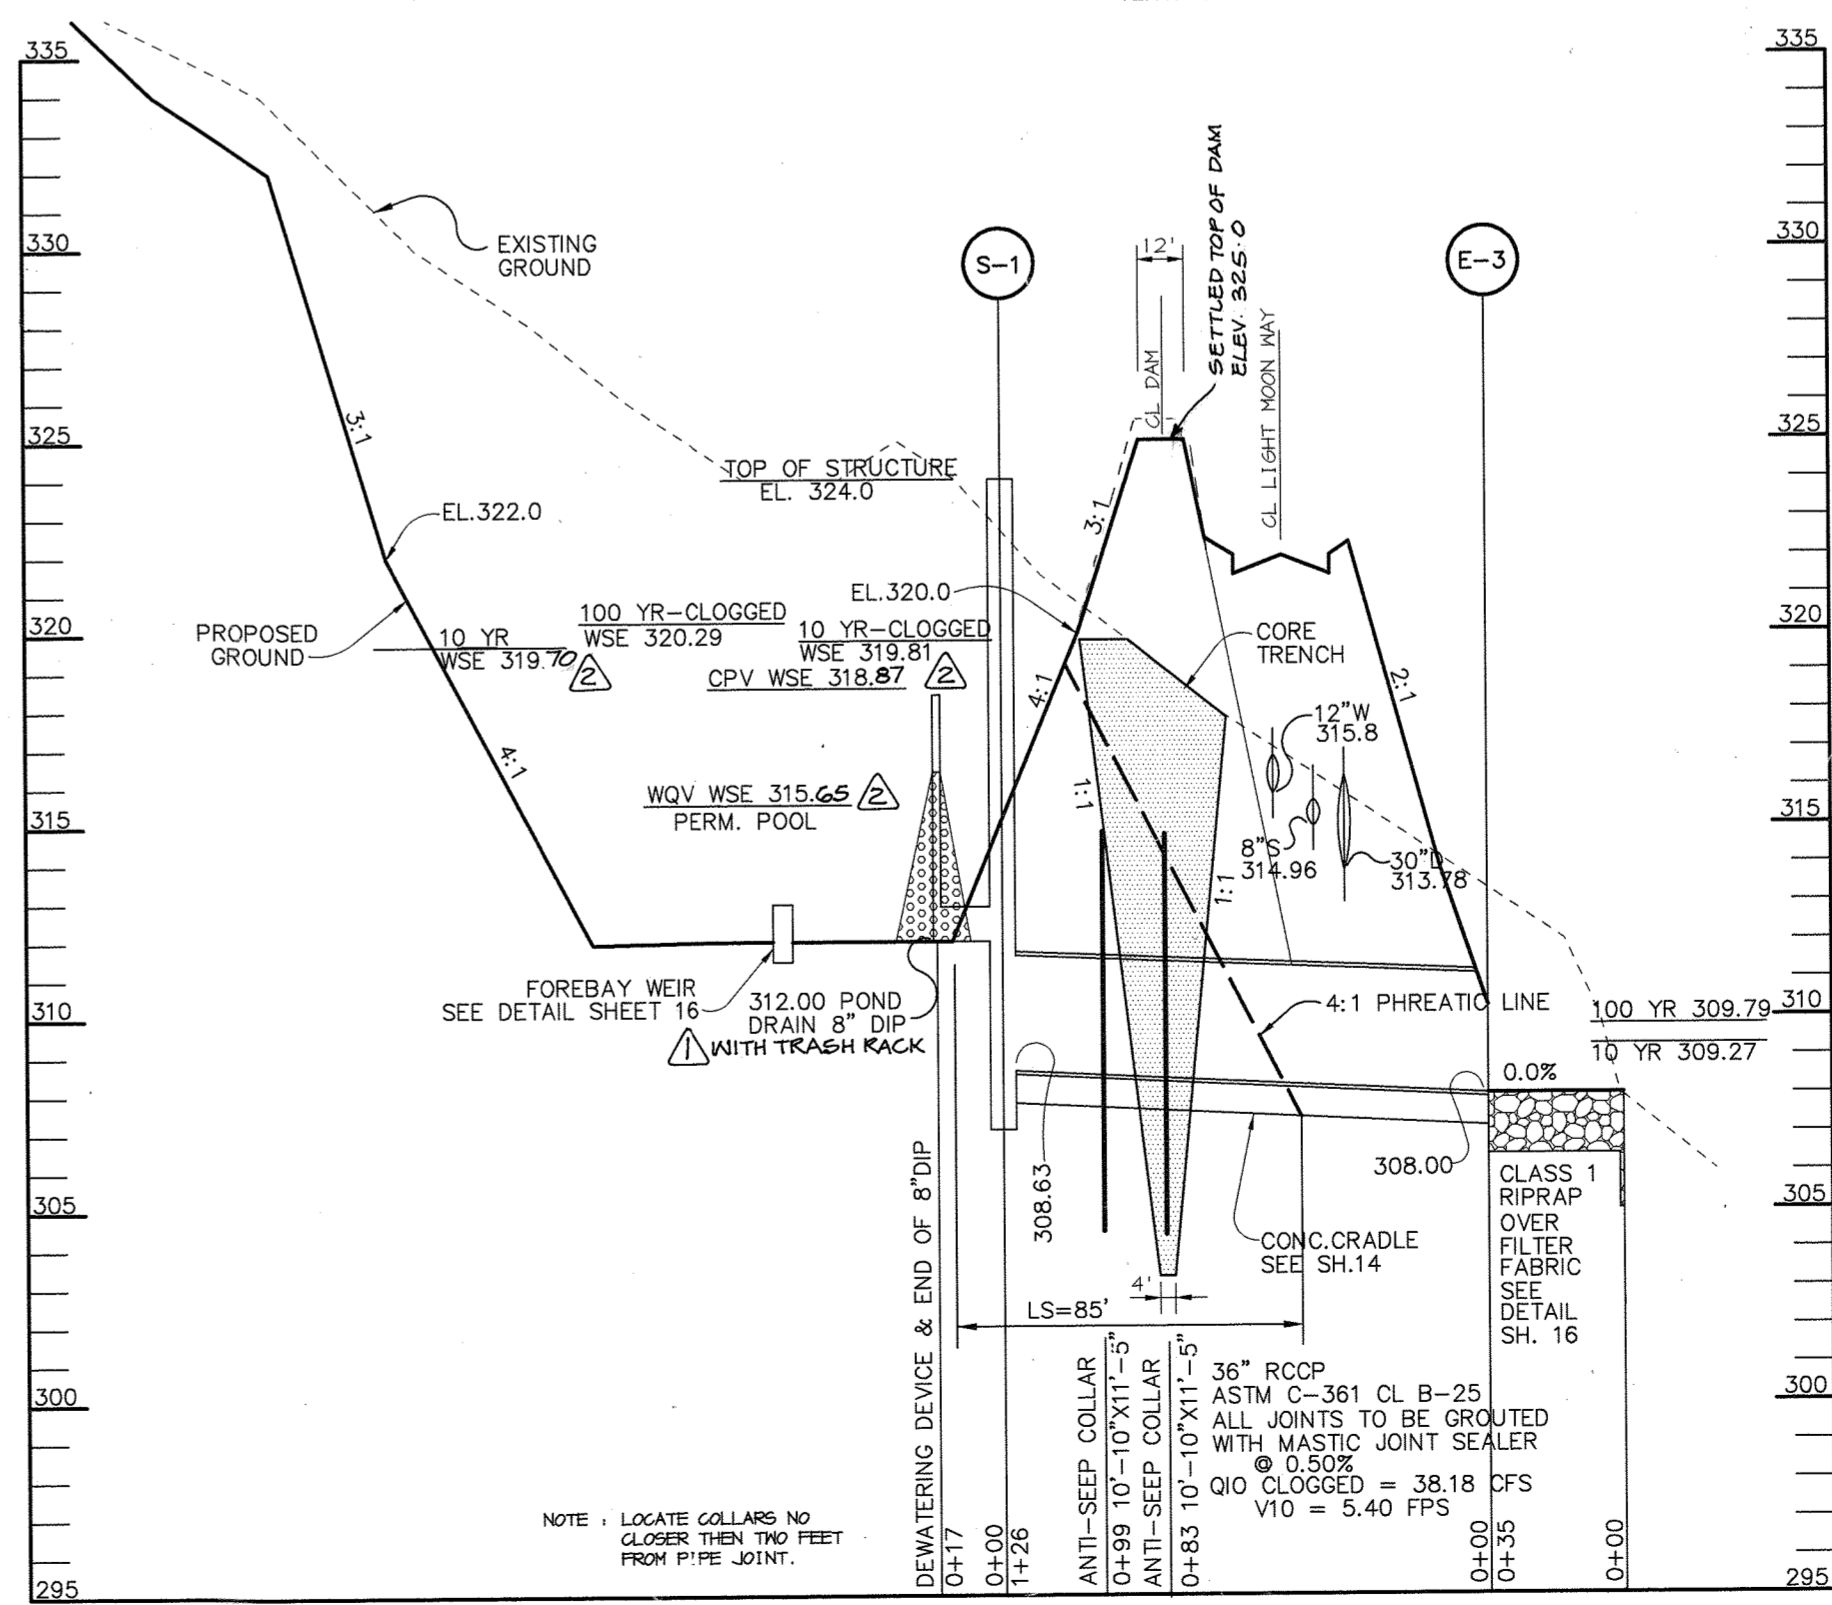 335
330
325
320
315
310
305
300
295
335
330
325
320
315
310
305
300
295
EXISTING
GROUND
3:1
EL.322.0
PROPOSED
GROUND
4:1
TOP OF STRUCTURE
EL. 324.0
10 YR
WSE 319.70
2
100 YR-CLOGGED
WSE 320.29
10 YR-CLOGGED
WSE 319.81
CPV WSE 318.87
2
WQV WSE 315.65
2
PERM. POOL
EL.320.0
S-1
12'
CL DAM
SETTLED TOP OF DAM
ELEV. 325.0
CL LIGHT MOON WAY
E-3
3:1
4:1
CORE
TRENCH
1:1
1:1
2:1
12"W
315.8
8"S
314.96
30"D
313.78
FOREBAY WEIR
SEE DETAIL SHEET 16
312.00 POND
DRAIN 8" DIP
1
WITH TRASH RACK
4:1 PHREATIC LINE
100 YR 309.79
10 YR 309.27
0.0%
308.63
308.00
CONC.CRADLE
SEE SH.14
4'
LS=85'
CLASS 1
RIPRAP
OVER
FILTER
FABRIC
SEE
DETAIL
SH. 16
36" RCCP
ASTM C-361 CL B-25
ALL JOINTS TO BE GROUTED
WITH MASTIC JOINT SEALER
@ 0.50%
Q10 CLOGGED = 38.18 CFS
V10 = 5.40 FPS
NOTE : LOCATE COLLARS NO
CLOSER THEN TWO FEET
FROM PIPE JOINT.
DEWATERING DEVICE & END OF 8"DIP
0+17
0+00
1+26
ANTI-SEEP COLLAR
0+99 10'-10"X11'-5"
ANTI-SEEP COLLAR
0+83 10'-10"X11'-5"
0+00
0+35
0+00